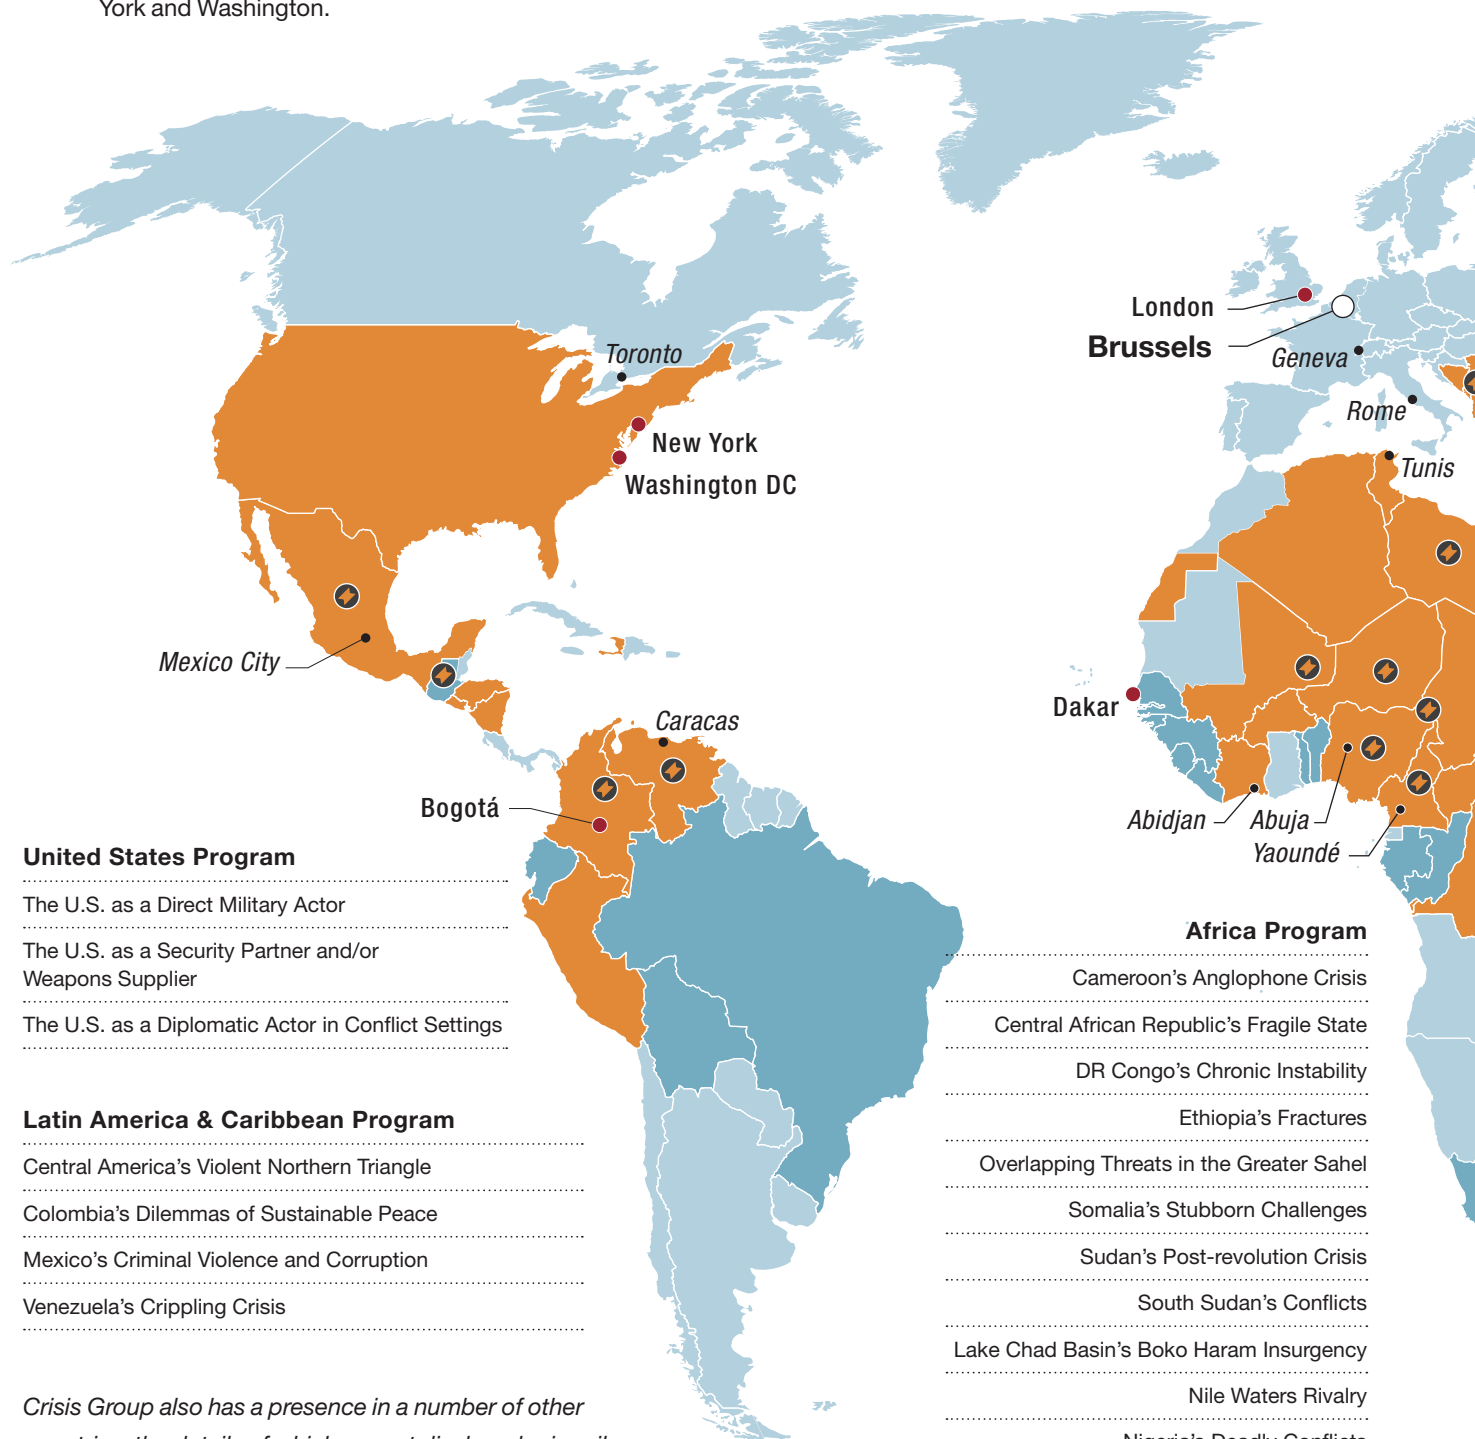 York and Washington.
Toronto
New York
Washington DC
Mexico City
Caracas
Bogotá
London
Brussels
Geneva
Rome
Tunis
Dakar
Abidjan
Abuja
Yaoundé
United States Program
The U.S. as a Direct Military Actor
The U.S. as a Security Partner and/or
Weapons Supplier
The U.S. as a Diplomatic Actor in Conflict Settings
Latin America & Caribbean Program
Central America's Violent Northern Triangle
Colombia's Dilemmas of Sustainable Peace
Mexico's Criminal Violence and Corruption
Venezuela's Crippling Crisis
Crisis Group also has a presence in a number of other
Africa Program
Cameroon's Anglophone Crisis
Central African Republic's Fragile State
DR Congo's Chronic Instability
Ethiopia's Fractures
Overlapping Threats in the Greater Sahel
Somalia's Stubborn Challenges
Sudan's Post-revolution Crisis
South Sudan's Conflicts
Lake Chad Basin's Boko Haram Insurgency
Nile Waters Rivalry
Nigeria's Deadly Conflicts